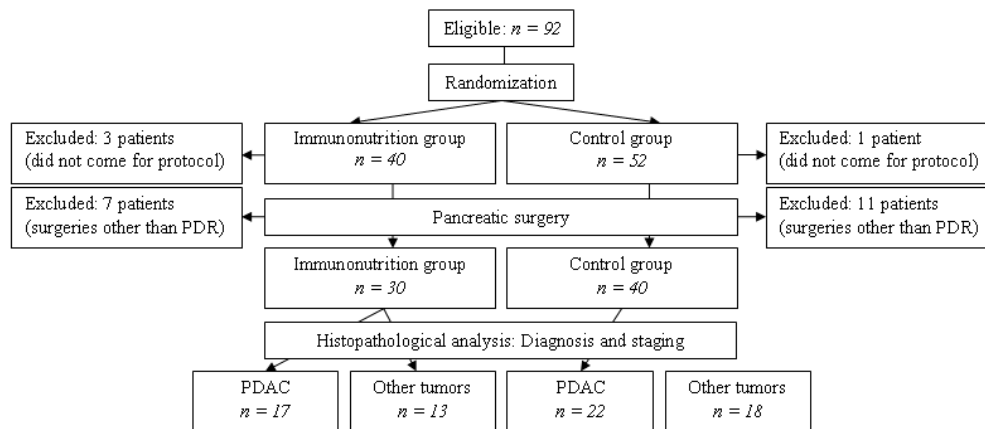 Eligible: n = 92
Randomization
Excluded: 3 patients
(did not come for protocol)
Immunonutrition group
n = 40
Control group
n = 52
Excluded: 1 patient
(did not come for protocol)
Excluded: 7 patients
(surgeries other than PDR)
Pancreatic surgery
Excluded: 11 patients
(surgeries other than PDR)
Immunonutrition group
n = 30
Control group
n = 40
Histopathological analysis: Diagnosis and staging
PDAC
n = 17
Other tumors
n = 13
PDAC
n = 22
Other tumors
n = 18